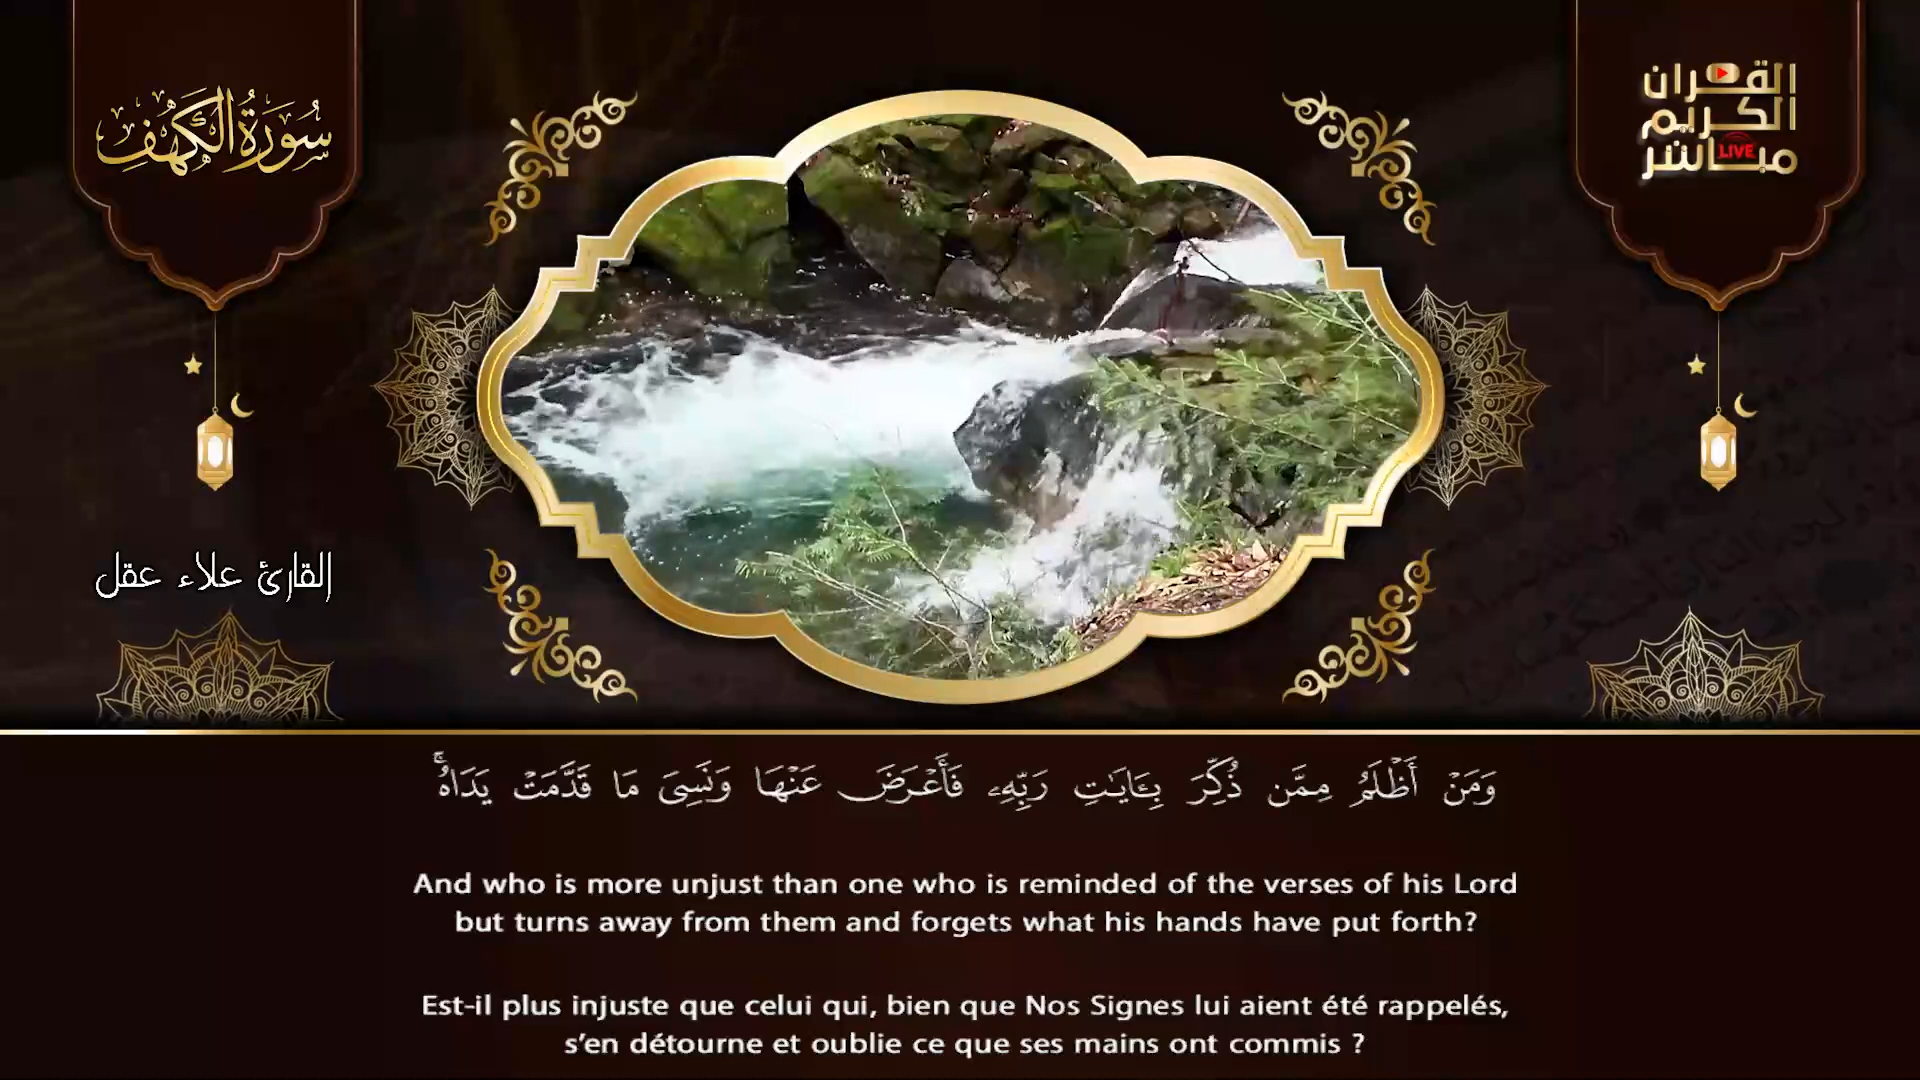 سُورَةُ الكَهْفِ
القرآن
الكريم
مباشر
LIVE
القارئ علاء عقل
وَمَنْ أَظْلَمُ مِمَّن ذُكِّرَ بِـَٔايَـٰتِ رَبِّهِۦ فَأَعْرَضَ عَنْهَا وَنَسِىَ مَا قَدَّمَتْ يَدَاهُ ۚ
And who is more unjust than one who is reminded of the verses of his Lord
but turns away from them and forgets what his hands have put forth?
Est-il plus injuste que celui qui, bien que Nos Signes lui aient été rappelés,
s’en détourne et oublie ce que ses mains ont commis ?